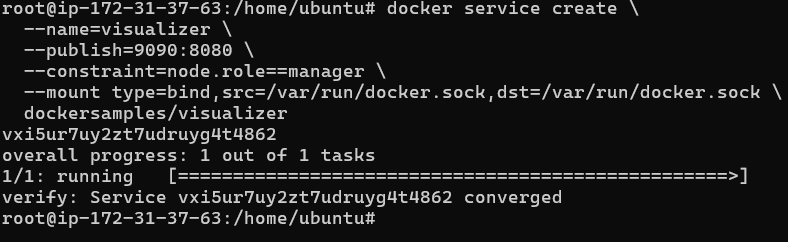 root@ip-172-31-37-63:/home/ubuntu# docker service create \
  --name=visualizer \
  --publish=9090:8080 \
  --constraint=node.role==manager \
  --mount type=bind,src=/var/run/docker.sock,dst=/var/run/docker.sock \
  dockersamples/visualizer
vxi5ur7uy2zt7udruyg4t4862
overall progress: 1 out of 1 tasks
1/1: running   [==================================================>]
verify: Service vxi5ur7uy2zt7udruyg4t4862 converged
root@ip-172-31-37-63:/home/ubuntu#